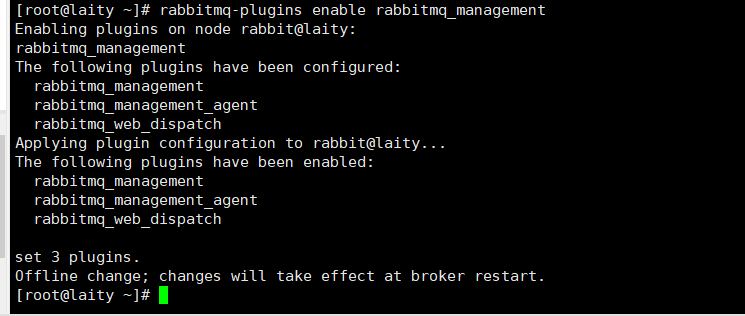 [root@laity ~]# rabbitmq-plugins enable rabbitmq_management
Enabling plugins on node rabbit@laity:
rabbitmq_management
The following plugins have been configured:
  rabbitmq_management
  rabbitmq_management_agent
  rabbitmq_web_dispatch
Applying plugin configuration to rabbit@laity...
The following plugins have been enabled:
  rabbitmq_management
  rabbitmq_management_agent
  rabbitmq_web_dispatch

set 3 plugins.
Offline change; changes will take effect at broker restart.
[root@laity ~]#